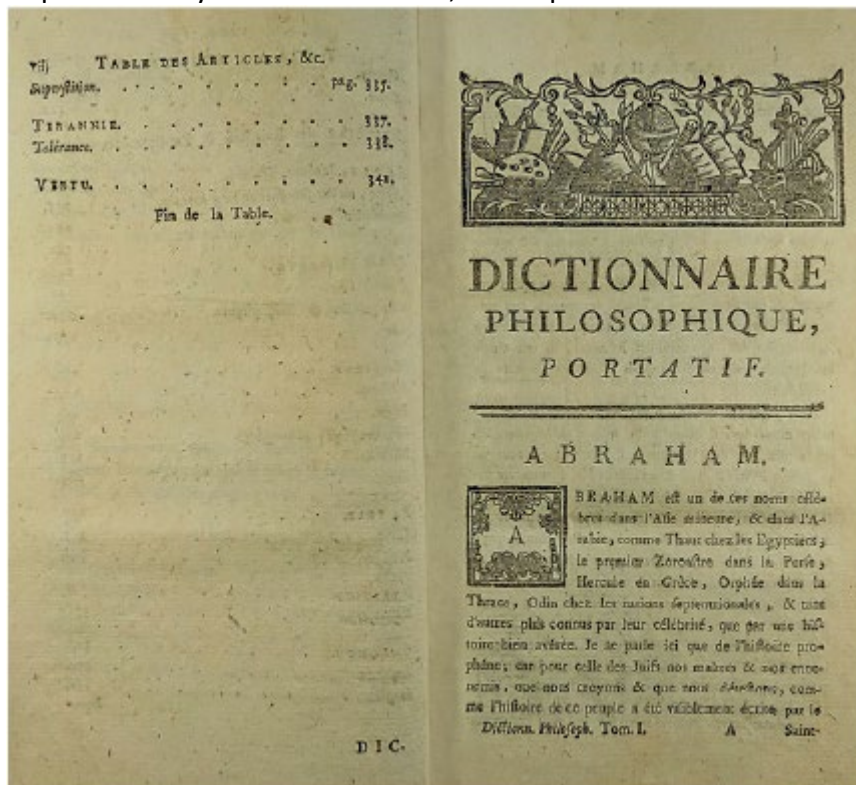 viij TABLE DES ARTICLES, &c.
Superstition. . . . . . . . . pag. 335.
TIRANNIE. . . . . . . . . 337.
Tolérance. . . . . . . . . 338.
VERTU. . . . . . . . . 342.
Fin de la Table.
DIC-
DICTIONNAIRE
PHILOSOPHIQUE,
PORTATIF.
ABRAHAM.
ABRAHAM est un de ces noms célè-
bres dans l'Asie mineure, & dans l'A-
rabie, comme Thaut chez les Egyptiens,
le premier Zoroastre dans la Perse,
Hercule en Grèce, Orphée dans la
Thrace, Odin chez les nations septentrionales, & tant
d'autres plus connus par leur célébrité, que par une his-
toire bien avérée. Je ne parle ici que de l'histoire pro-
phane; car pour celle des Juifs nos maîtres & nos enne-
mis, que nous croyons & que nous détestons, com-
me l'histoire de ce peuple a été visiblement écrite par le
Dictionn. Philosoph. Tom. I. A Saint-